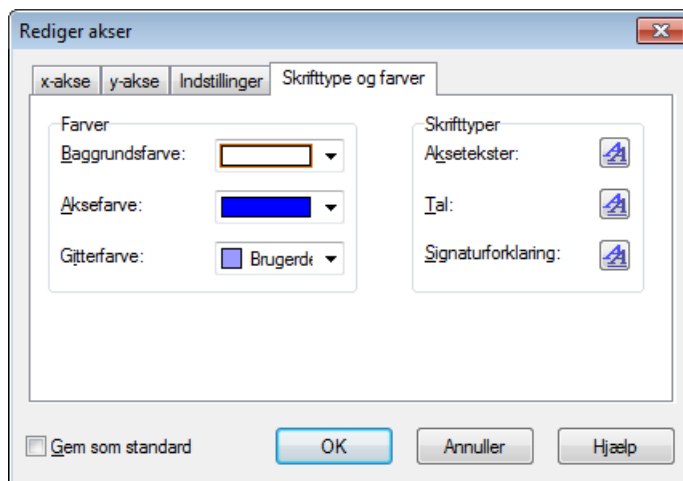 Rediger akser
x-akse y-akse Indstillinger Skrifttype og farver
Farver
Baggrundsfarve:
Aksefarve:
Gitterfarve: Brugerde
Skrifttyper
Aksetekster:
Tal:
Signaturforklaring:
Gem som standard OK Annuller Hjælp